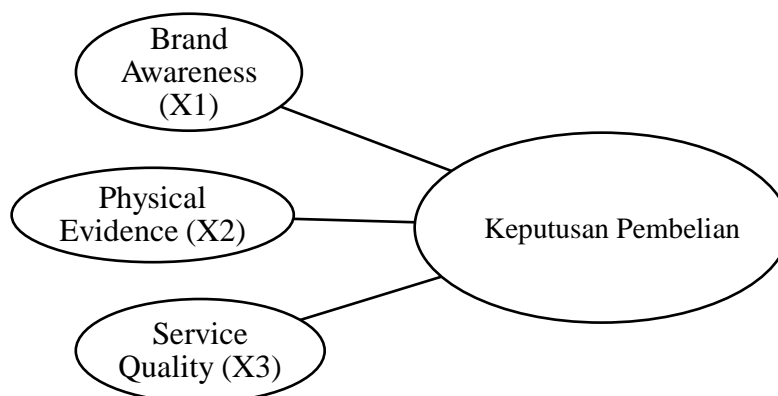 Brand
Awareness
(X1)
Physical
Evidence (X2)
Keputusan Pembelian
Service
Quality (X3)